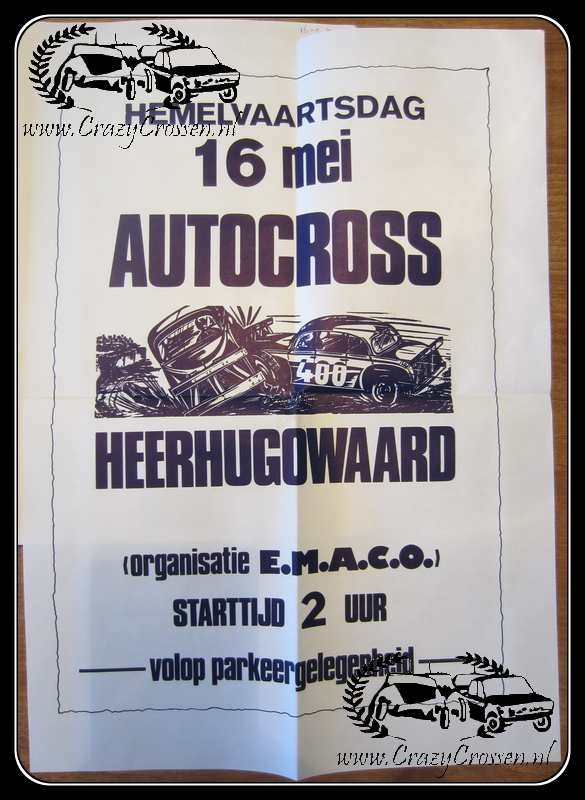 HEMELVAARTSDAG
www.CrazyCrossen.nl
16 mei
AUTOCROSS
400
HEERHUGOWAARD
(organisatie E.M.A.C.O.)
STARTTIJD 2 UUR
volop parkeergelegenheid
www.CrazyCrossen.nl